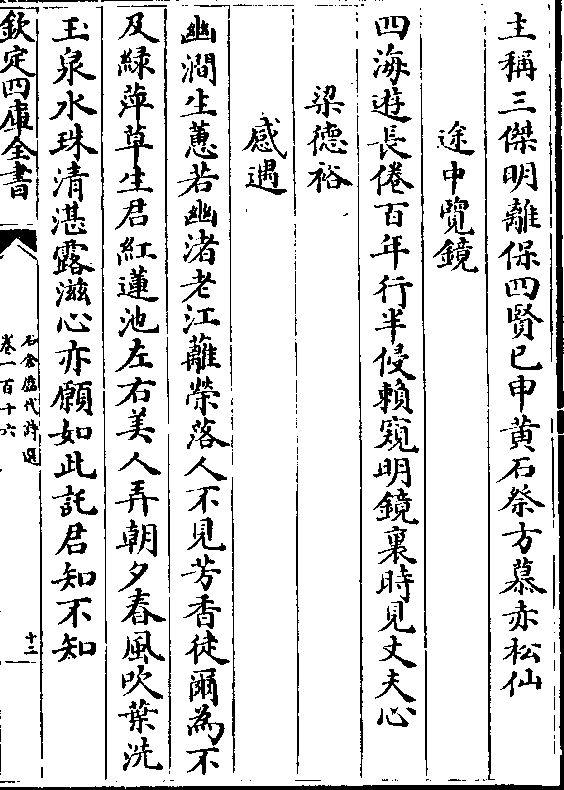 主稱三傑明離保四賢已申黄石祭方慕赤松仙
途中覽鏡
四海遊長倦百年行半侵賴窺明鏡裏時見丈夫心
梁德裕
感遇
幽澗生蕙若幽渚老江蘺榮落人不見芳香徒爾為不
及緑萍草生君紅蓮池左右美人弄朝夕春風吹葉洗
玉泉水珠清湛露滋心亦願如此託君知不知
欽定四庫全書
石倉歴代詩選
卷一百十六
十三